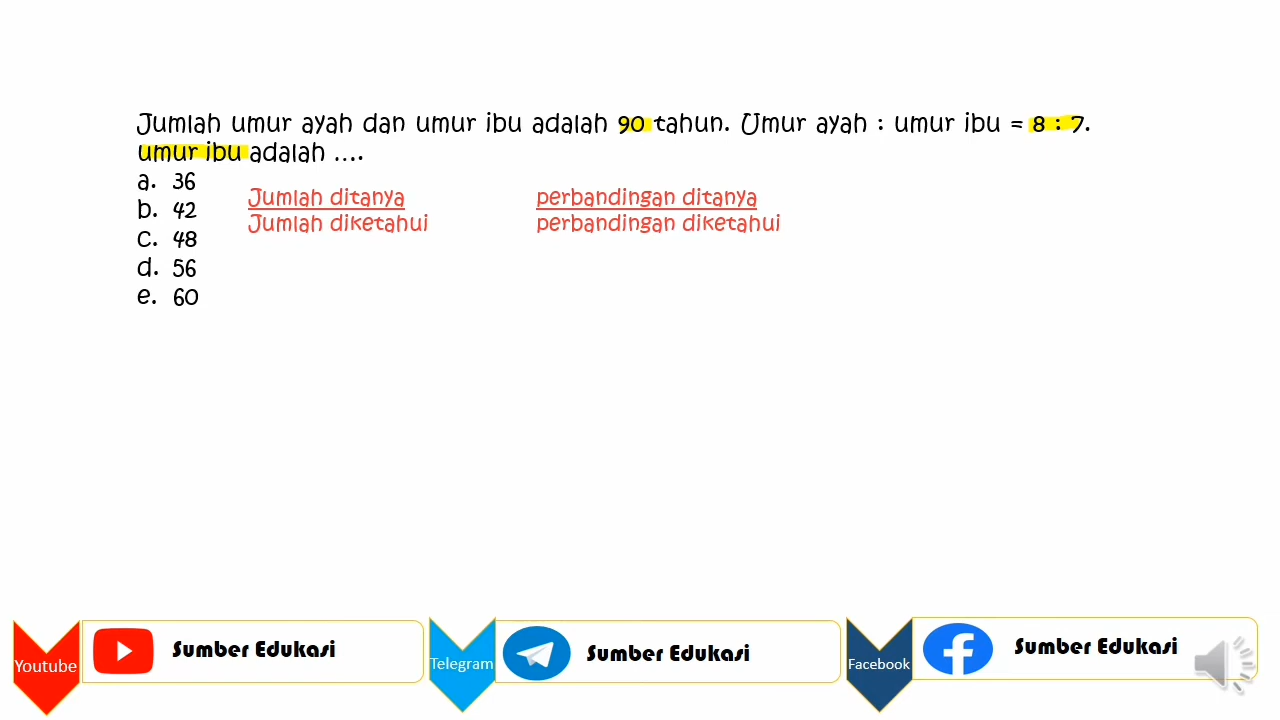 Jumlah umur ayah dan umur ibu adalah 90 tahun. Umur ayah : umur ibu = 8 : 7.
umur ibu adalah ....
a. 36
b. 42
c. 48
d. 56
e. 60
Jumlah ditanya
Jumlah diketahui
perbandingan ditanya
perbandingan diketahui
Youtube
Sumber Edukasi
Telegram
Sumber Edukasi
Facebook
Sumber Edukasi